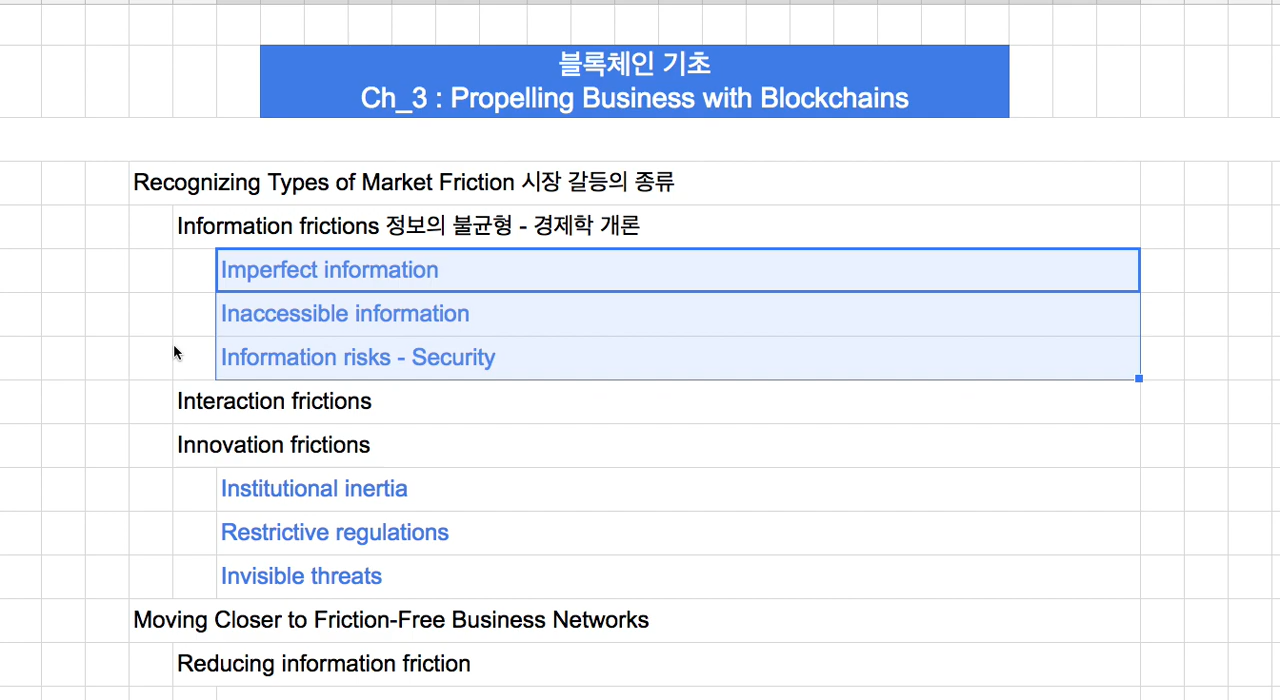 블록체인 기초
Ch_3 : Propelling Business with Blockchains
Recognizing Types of Market Friction 시장 갈등의 종류
Information frictions 정보의 불균형 - 경제학 개론
Imperfect information
Inaccessible information
Information risks - Security
Interaction frictions
Innovation frictions
Institutional inertia
Restrictive regulations
Invisible threats
Moving Closer to Friction-Free Business Networks
Reducing information friction